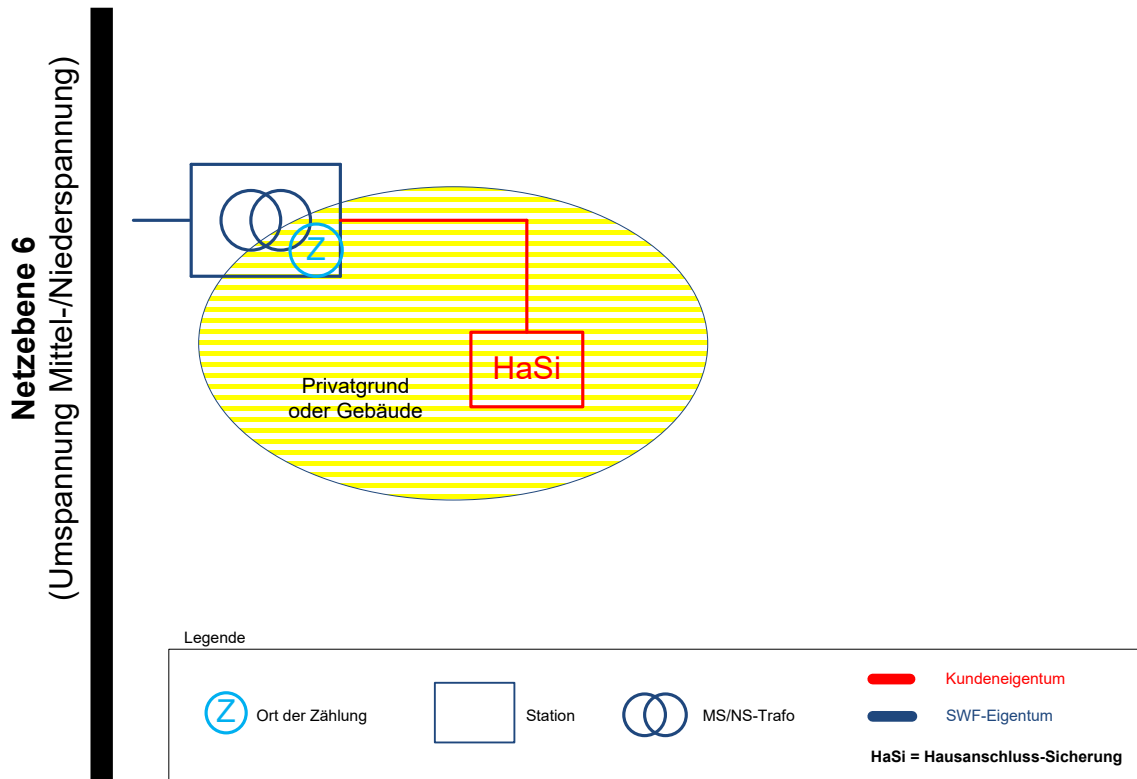 Netzebene 6
(Umspannung Mittel-/Niederspannung)
Z
HaSi
Privatgrund
oder Gebäude
Legende
Z
Ort der Zählung
Station
MS/NS-Trafo
Kundeneigentum
SWF-Eigentum
HaSi = Hausanschluss-Sicherung